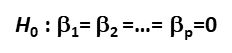 H₀ : β₁= β₂ =...= βₚ=0